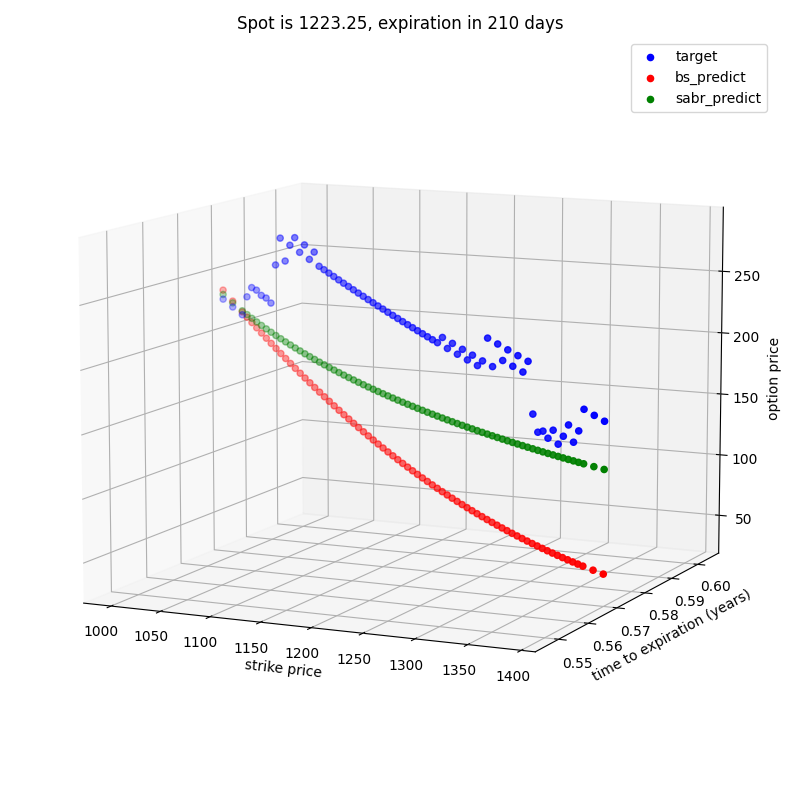 Spot is 1223.25, expiration in 210 days
target
bs_predict
sabr_predict
250
200
150
100
50
option price
0.60
0.59
0.58
0.57
0.56
0.55
time to expiration (years)
1000
1050
1100
1150
1200
1250
1300
1350
1400
strike price